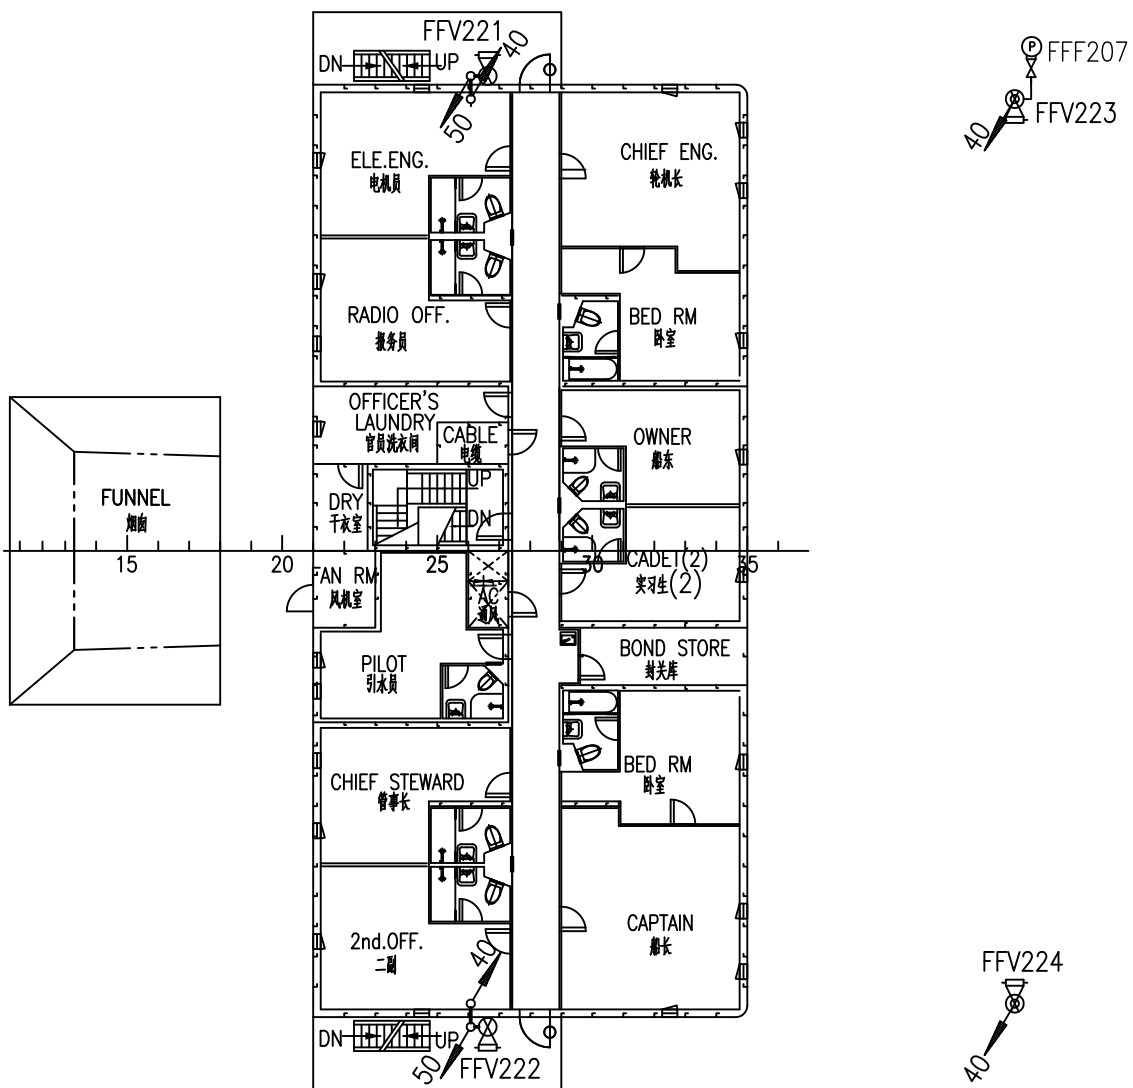 FFV221
40
DN
UP
50
P
FFF207
FFV223
40
ELE.ENG.
电机员
CHIEF ENG.
轮机长
RADIO OFF.
报务员
BED RM
卧室
OFFICER'S
LAUNDRY
官员洗衣间
CABLE
电缆
OWNER
船东
UP
DN
DRY
干衣室
FUNNEL
烟囱
15
20
25
30
35
CADET(2)
实习生(2)
FAN RM
风机室
AC
通风
BOND STORE
封关库
PILOT
引水员
BED RM
卧室
CHIEF STEWARD
管事长
CAPTAIN
船长
2nd.OFF.
二副
40
FFV224
DN
UP
50
FFV222
40